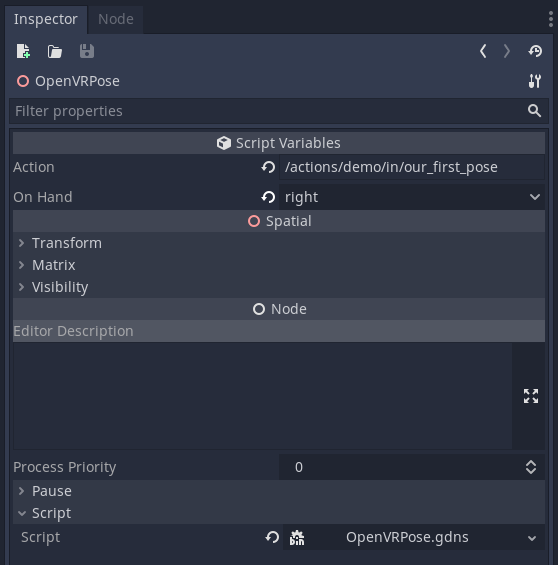 Inspector Node
OpenVRPose
Filter properties
Script Variables
Action /actions/demo/in/our_first_pose
On Hand right
Spatial
Transform
Matrix
Visibility
Node
Editor Description
Process Priority 0
Pause
Script
Script OpenVRPose.gdns